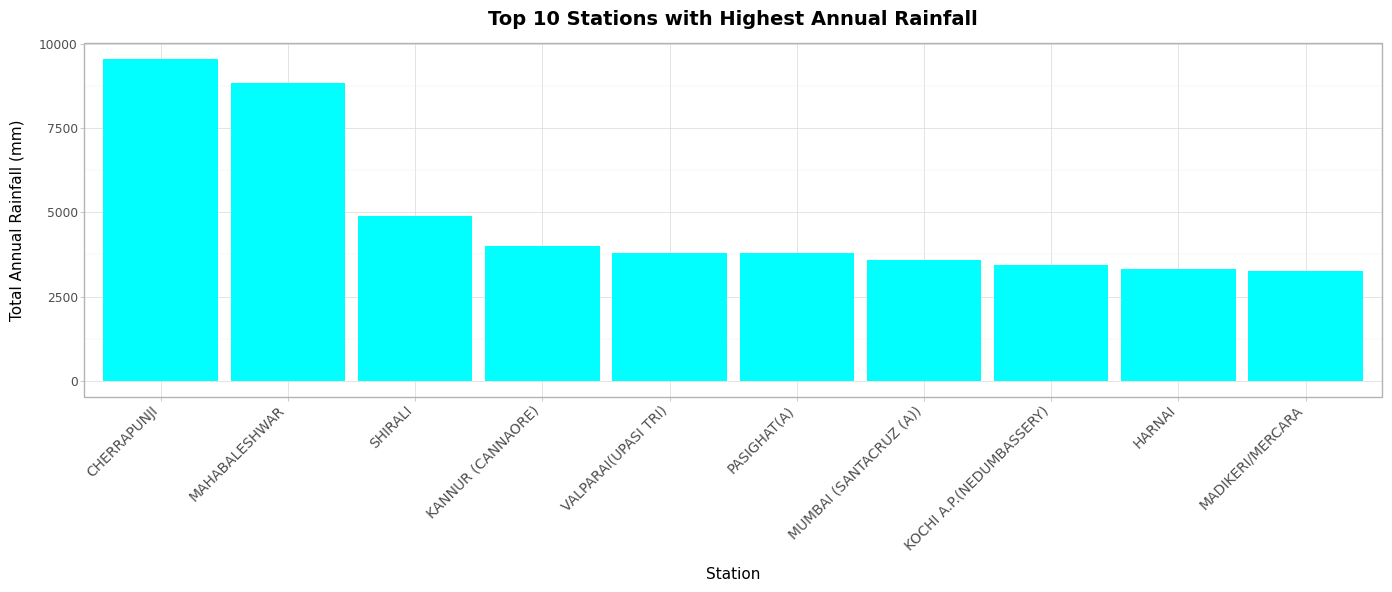 Top 10 Stations with Highest Annual Rainfall
Total Annual Rainfall (mm)
10000
7500
5000
2500
0
CHERRAPUNJI
MAHABALESHWAR
SHIRALI
KANNUR (CANNAORE)
VALPARAI(UPASI TRI)
PASIGHAT(A)
MUMBAI (SANTACRUZ (A))
KOCHI A.P.(NEDUMBASSERY)
HARNAI
MADIKERI/MERCARA
Station